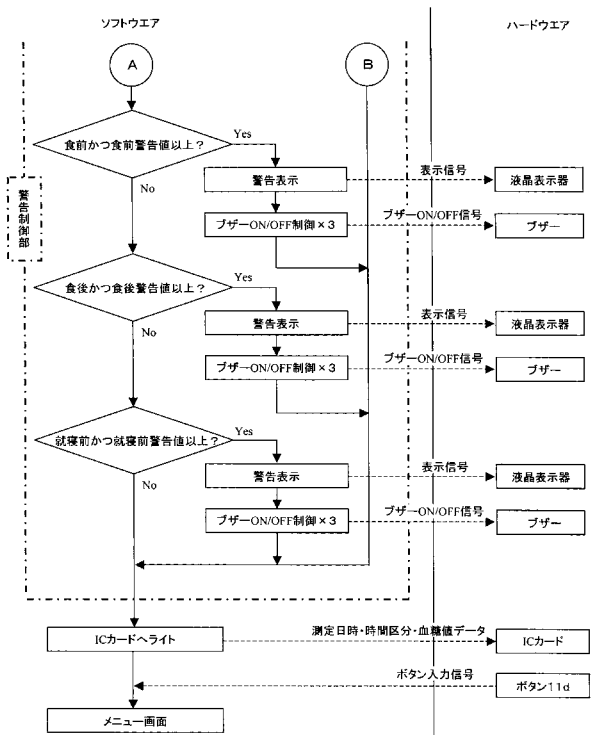 ソフトウエア
ハードウエア
A
B
食前かつ食前警告値以上？
Yes
No
警告表示
表示信号
液晶表示器
ブザーON/OFF制御×3
ブザーON/OFF信号
ブザー
警告制御部
食後かつ食後警告値以上？
Yes
No
警告表示
表示信号
液晶表示器
ブザーON/OFF制御×3
ブザーON/OFF信号
ブザー
就寝前かつ就寝前警告値以上？
Yes
No
警告表示
表示信号
液晶表示器
ブザーON/OFF制御×3
ブザーON/OFF信号
ブザー
ICカードへライト
測定日時・時間区分・血糖値データ
ICカード
ボタン入力信号
ボタン11d
メニュー画面